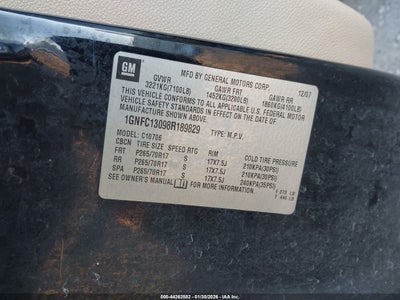 GM
MFD BY GENERAL MOTORS CORP.
12/07
GVWR GAWR FRT GAWR RR
3221KG(7100LB) 1452KG(3200LB) 1860KG(4100LB)
THIS VEHICLE CONFORMS TO ALL APPLICABLE U.S. FEDERAL MOTOR
VEHICLE SAFETY STANDARDS IN EFFECT ON THE DATE OF
MANUFACTURE SHOWN ABOVE.
1GNFC13098R189829 TYPE: M.P.V.
MODEL: C10706
CBCN TIRE SIZE SPEED RTG RIM COLD TIRE PRESSURE
FRT P265/70R17 S 17X7.5J 210KPA(30PSI)
RR P265/70R17 S 17X7.5J 210KPA(30PSI)
SPA P265/70R17 S 17X7.5J 240KPA(35PSI)
SEE OWNER'S MANUAL FOR ADDITIONAL INFORMATION.
000-44262582 - 01/30/2026 - IAA Inc.